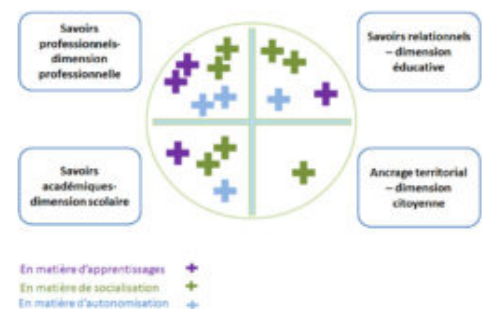 Savoirs
professionnels-
dimension
professionnelle
Savoirs relationnels
– dimension
éducative
Savoirs
académiques-
dimension scolaire
Ancrage territorial
– dimension
citoyenne
En matière d'apprentissages
En matière de socialisation
En matière d'autonomisation